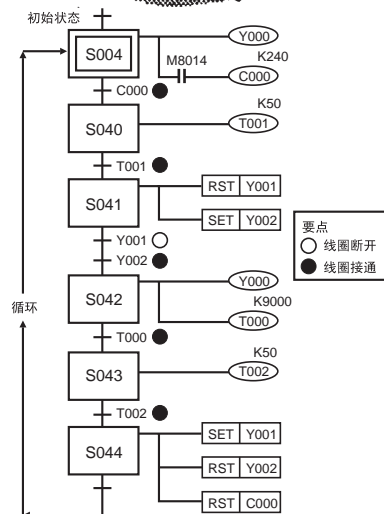 初始状态
S004
Y000
M8014
K240
C000
C000
K50
S040
T001
T001
S041
RST Y001
SET Y002
Y001
Y002
要点
线圈断开
线圈接通
S042
Y000
K9000
T000
循环
T000
K50
S043
T002
T002
S044
SET Y001
RST Y002
RST C000